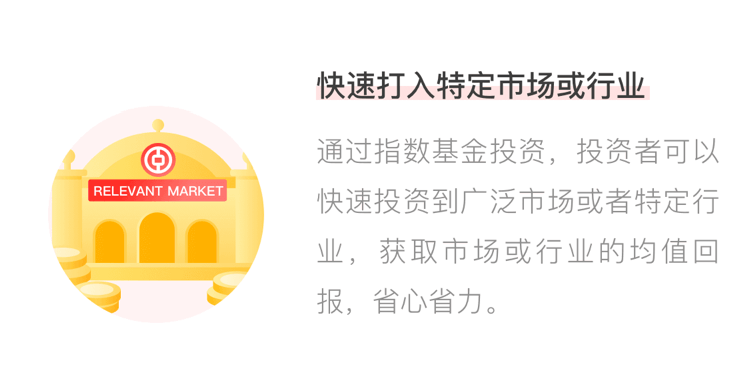 快速打入特定市场或行业
RELEVANT MARKET
通过指数基金投资，投资者可以
快速投资到广泛市场或者特定行
业，获取市场或行业的均值回
报，省心省力。